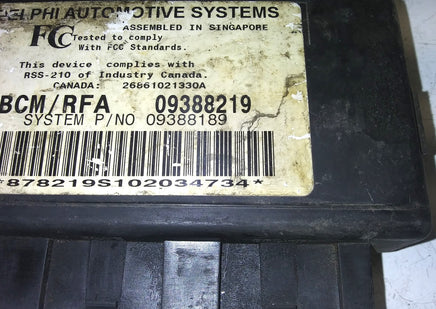 DELPHI AUTOMOTIVE SYSTEMS
FCC ASSEMBLED IN SINGAPORE
Tested to comply
With FCC Standards.
This device complies with
RSS-210 of Industry Canada.
CANADA: 26861021330A
BCM/RFA 09388219
SYSTEM P/NO 09388189
*878219S102034734*